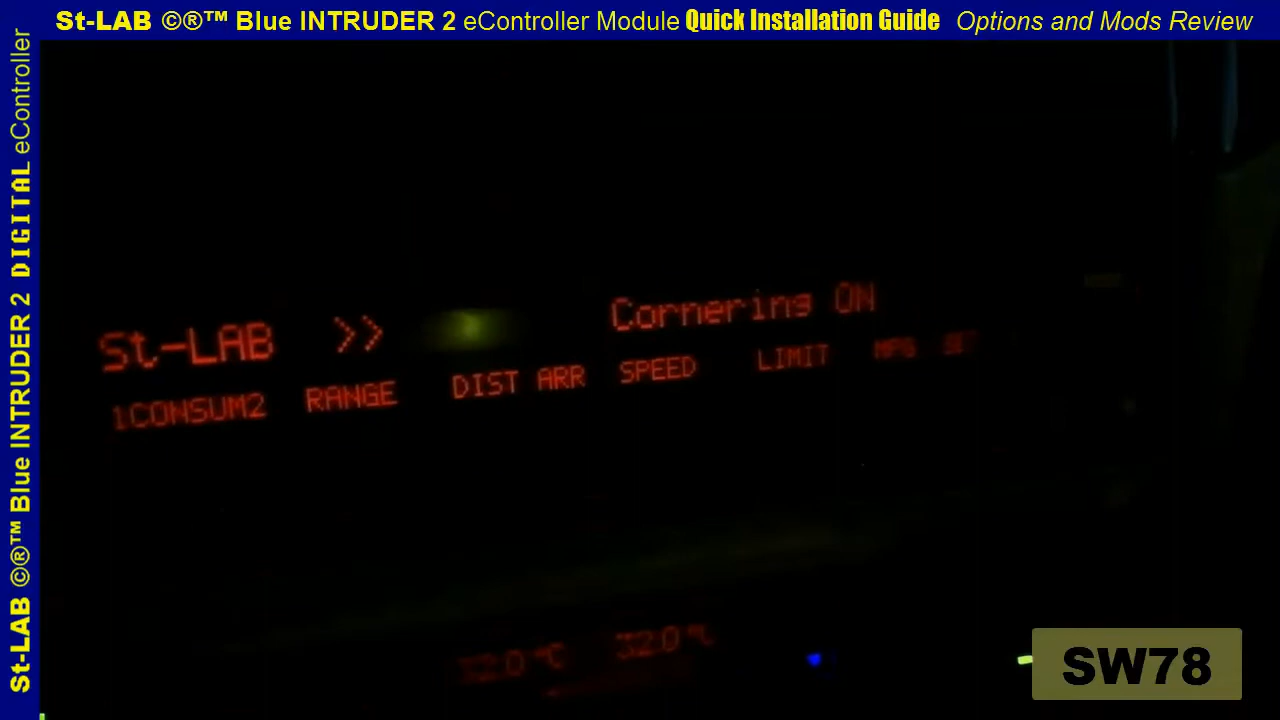 St-LAB ©®™ Blue INTRUDER 2 eController Module Quick Installation Guide Options and Mods Review
St-LAB ©®™ Blue INTRUDER 2 DIGITAL eController
St-LAB >> Cornering ON
1CONSUM2 RANGE DIST ARR SPEED LIMIT MPG SET
32.0 °C 32.0 °C
SW78